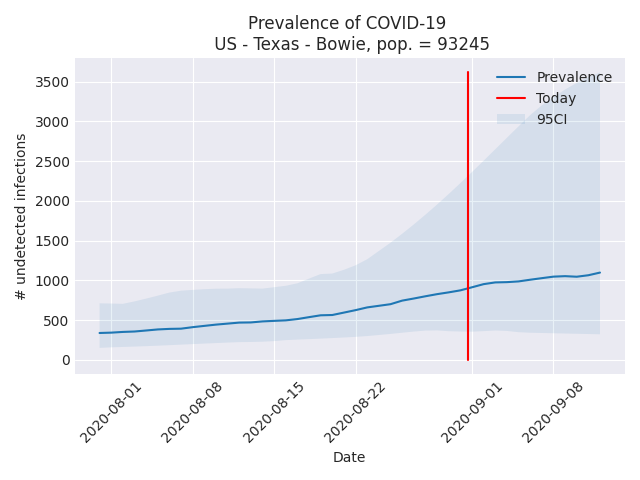 Prevalence of COVID-19
US - Texas - Bowie, pop. = 93245
Prevalence
Today
95CI
3500
3000
2500
2000
1500
1000
500
0
# undetected infections
2020-08-01
2020-08-08
2020-08-15
2020-08-22
2020-09-01
2020-09-08
Date